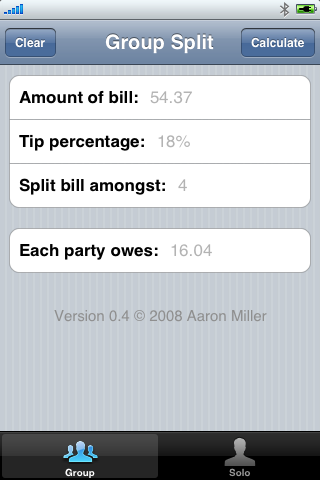 Clear Group Split Calculate
Amount of bill: 54.37
Tip percentage: 18%
Split bill amongst: 4
Each party owes: 16.04
Version 0.4 © 2008 Aaron Miller
Group Solo